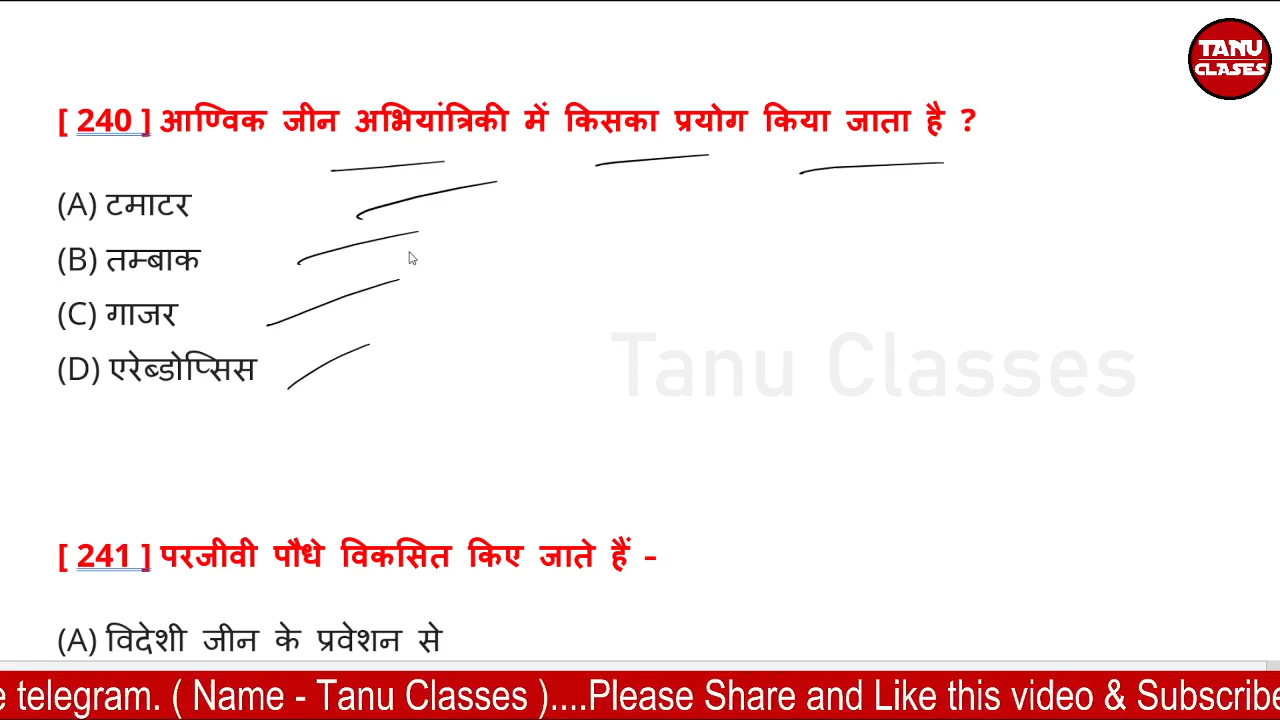 TANU
CLASES
[ 240 ] आण्विक जीन अभियांत्रिकी में किसका प्रयोग किया जाता है ?
(A) टमाटर
(B) तम्बाक
(C) गाजर
(D) एरेब्डोप्सिस
Tanu Classes
[ 241 ] परजीवी पौधे विकसित किए जाते हैं –
(A) विदेशी जीन के प्रवेशन से
e telegram. ( Name - Tanu Classes )....Please Share and Like this video & Subscribe